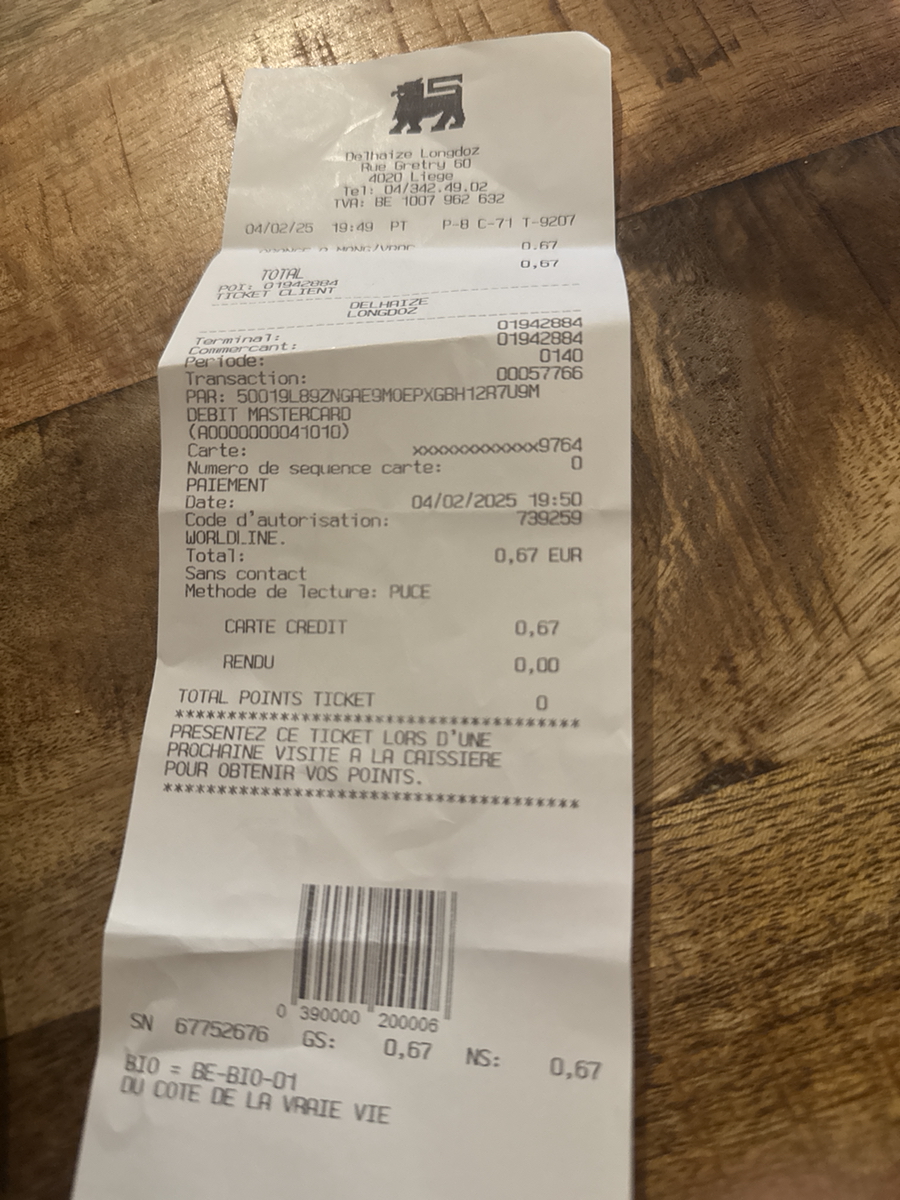 Delhaize Longdoz
Rue Gretry 60
4020 Liege
Tel: 04/342.49.02
TVA: BE 1007 962 632
04/02/25 19:49 PT P-8 C-71 T-9207
0.67
TOTAL 0,67
POI: 01942884
TICKET CLIENT
DELHAIZE
LONGDOZ
Terminal: 01942884
Commercant: 01942884
Periode: 0140
Transaction: 00057766
PAR: 50019L89ZNGAE9M0EPXGBH12R7U9M
DEBIT MASTERCARD
(A0000000041010)
Carte: xxxxxxxxxxxx9764
Numero de sequence carte: 0
PAIEMENT
Date: 04/02/2025 19:50
Code d'autorisation: 739259
WORLDLINE.
Total: 0,67 EUR
Sans contact
Methode de lecture: PUCE
CARTE CREDIT 0,67
RENDU 0,00
TOTAL POINTS TICKET 0
****************************************
PRESENTEZ CE TICKET LORS D'UNE
PROCHAINE VISITE A LA CAISSIERE
POUR OBTENIR VOS POINTS.
****************************************
0 390000 200006
SN 67752676 GS: 0,67 NS: 0,67
BIO = BE-BIO-01
DU COTE DE LA VRAIE VIE